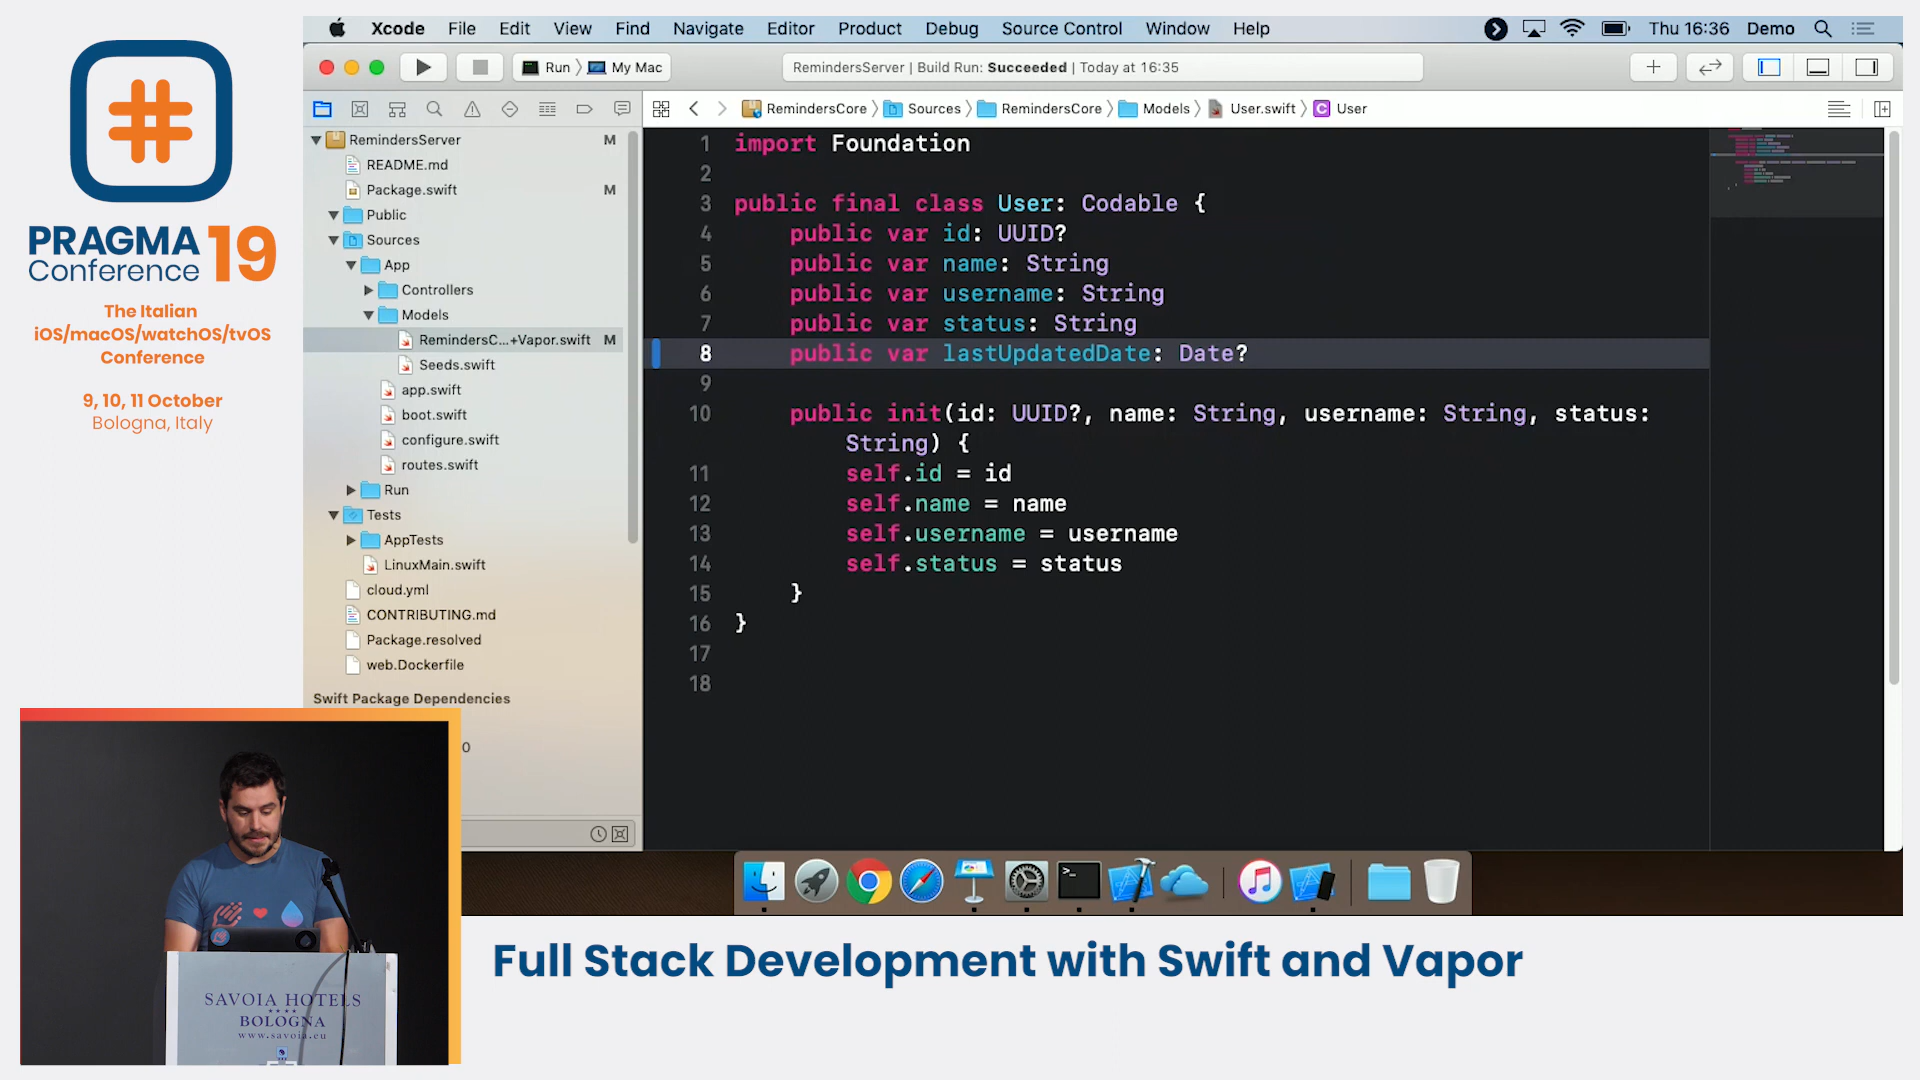 PRAGMA 19
Conference
The Italian
iOS/macOS/watchOS/tvOS
Conference
9, 10, 11 October
Bologna, Italy
Xcode File Edit View Find Navigate Editor Product Debug Source Control Window Help Thu 16:36 Demo
Run My Mac RemindersServer | Build Run: Succeeded | Today at 16:35
RemindersCore Sources RemindersCore Models User.swift C User
RemindersServer M
README.md
Package.swift M
Public
Sources
App
Controllers
Models
RemindersC...+Vapor.swift M
Seeds.swift
app.swift
boot.swift
configure.swift
routes.swift
Run
Tests
AppTests
LinuxMain.swift
cloud.yml
CONTRIBUTING.md
Package.resolved
web.Dockerfile
Swift Package Dependencies
0
1 import Foundation
2
3 public final class User: Codable {
4 public var id: UUID?
5 public var name: String
6 public var username: String
7 public var status: String
8 public var lastUpdatedDate: Date?
9
10 public init(id: UUID?, name: String, username: String, status:
String) {
11 self.id = id
12 self.name = name
13 self.username = username
14 self.status = status
15 }
16 }
17
18
SAVOIA HOTELS
BOLOGNA
www.savoia.eu
Full Stack Development with Swift and Vapor